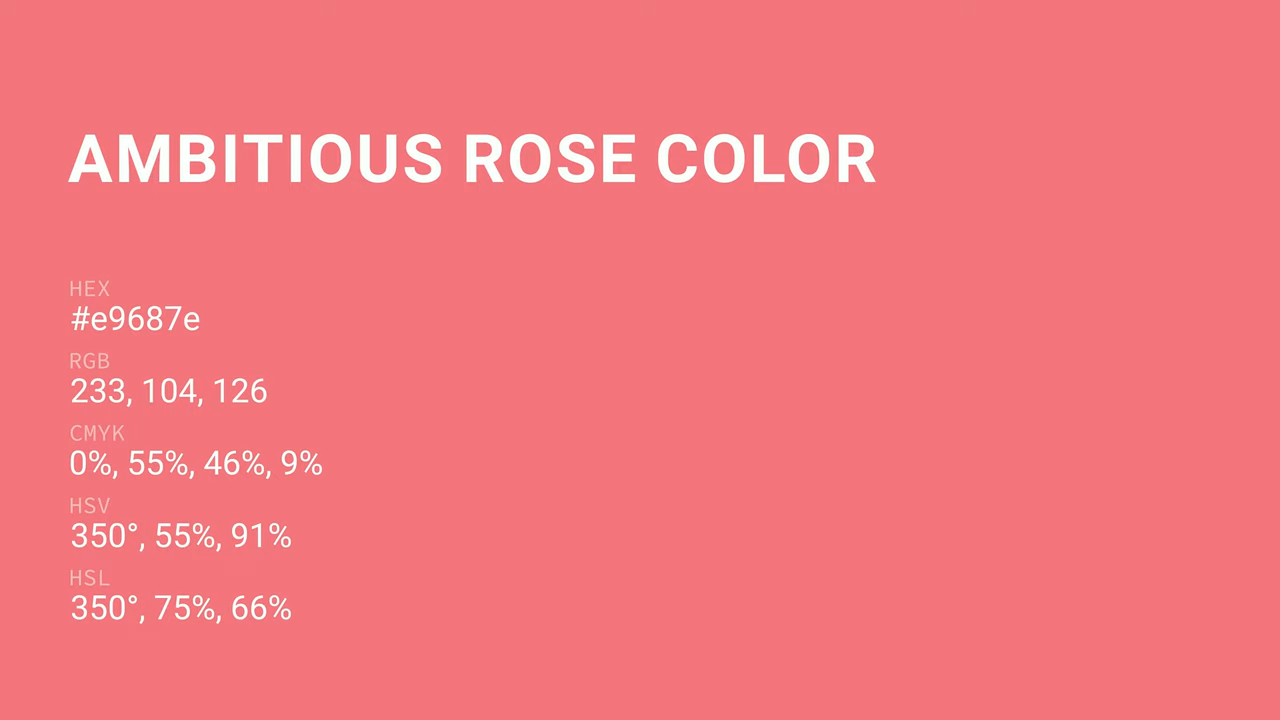 AMBITIOUS ROSE COLOR
HEX
#e9687e
RGB
233, 104, 126
CMYK
0%, 55%, 46%, 9%
HSV
350°, 55%, 91%
HSL
350°, 75%, 66%